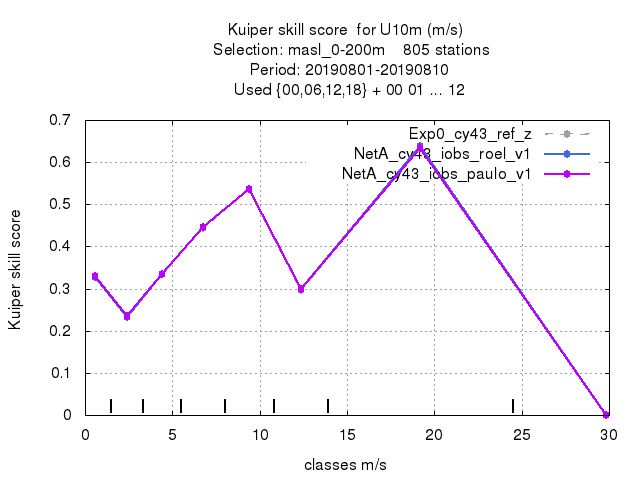 Kuiper skill score  for U10m (m/s)
Selection: masl_0-200m    805 stations
Period: 20190801-20190810
Used {00,06,12,18} + 00 01 ... 12
Exp0_cy43_ref_z
NetA_cy43_iobs_roel_v1
NetA_cy43_iobs_paulo_v1
0.7
0.6
0.5
0.4
0.3
0.2
0.1
0
Kuiper skill score
0 5 10 15 20 25 30
classes m/s